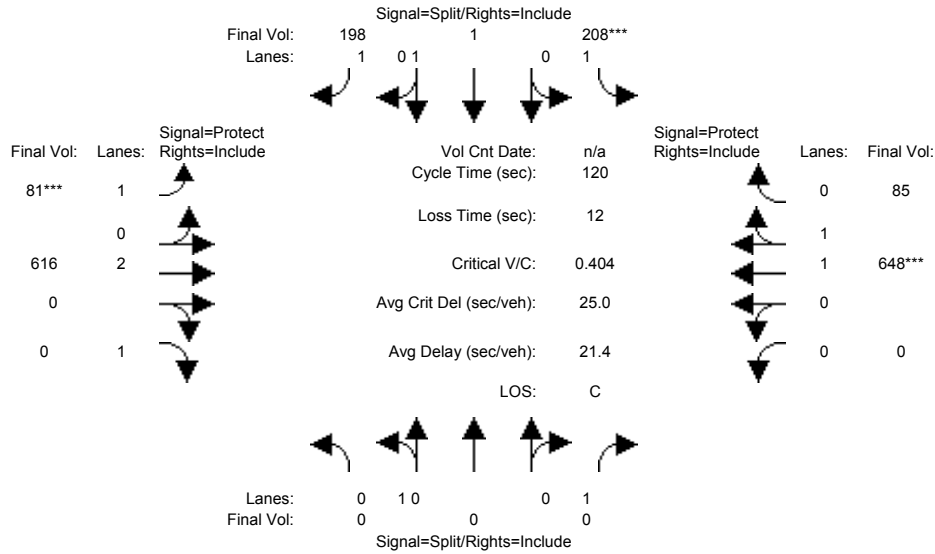 Signal=Split/Rights=Include
Final Vol: 198 1 208***
Lanes: 1 0 1 0 1
Signal=Protect
Final Vol: Lanes: Rights=Include
Vol Cnt Date: n/a
Signal=Protect
Rights=Include Lanes: Final Vol:
Cycle Time (sec): 120
81*** 1
0 85
Loss Time (sec): 12
0
1
616 2
Critical V/C: 0.404
1 648***
0
Avg Crit Del (sec/veh): 25.0
0
0 1
Avg Delay (sec/veh): 21.4
0 0
LOS: C
Lanes: 0 1 0 0 1
Final Vol: 0 0 0
Signal=Split/Rights=Include